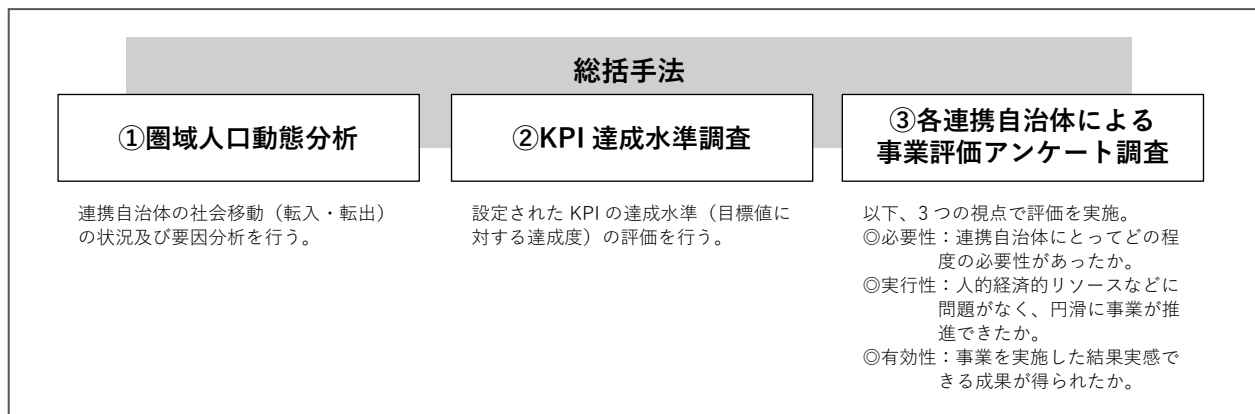 総括手法
①圏域人口動態分析
連携自治体の社会移動（転入・転出）
の状況及び要因分析を行う。
②KPI 達成水準調査
設定された KPI の達成水準（目標値に
対する達成度）の評価を行う。
③各連携自治体による
事業評価アンケート調査
以下、3 つの視点で評価を実施。
◎必要性：連携自治体にとってどの程
度の必要性があったか。
◎実行性：人的経済的リソースなどに
問題がなく、円滑に事業が推
進できたか。
◎有効性：事業を実施した結果実感で
きる成果が得られたか。